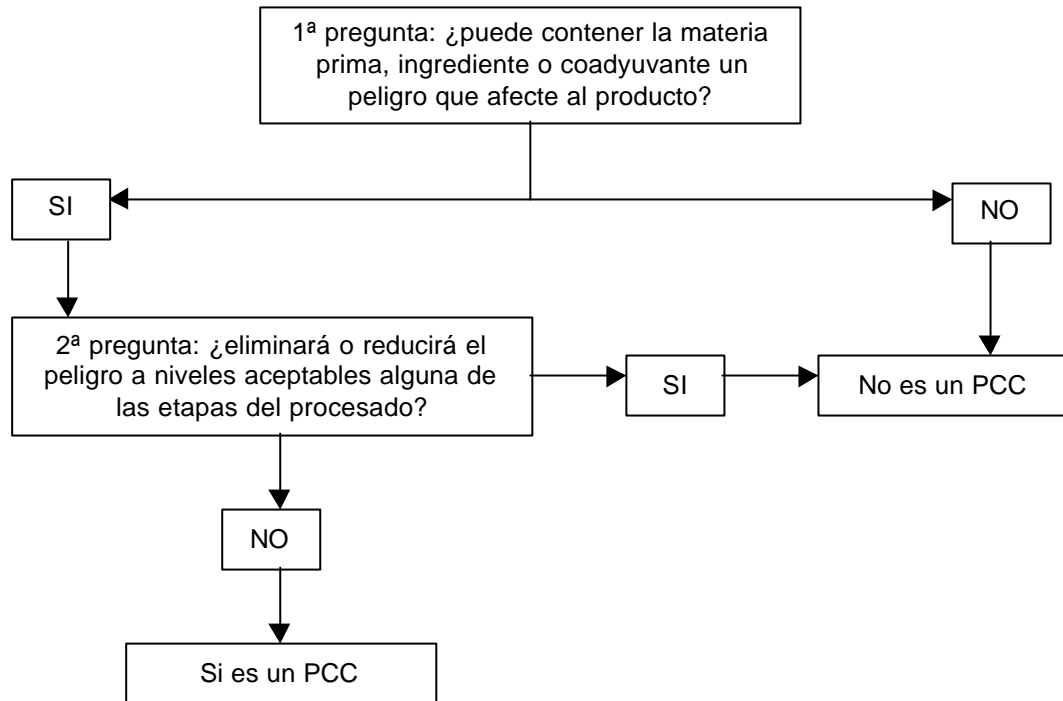 1ª pregunta: ¿puede contener la materia
prima, ingrediente o coadyuvante un
peligro que afecte al producto?
SI
NO
2ª pregunta: ¿eliminará o reducirá el
peligro a niveles aceptables alguna de
las etapas del procesado?
SI
No es un PCC
NO
Si es un PCC